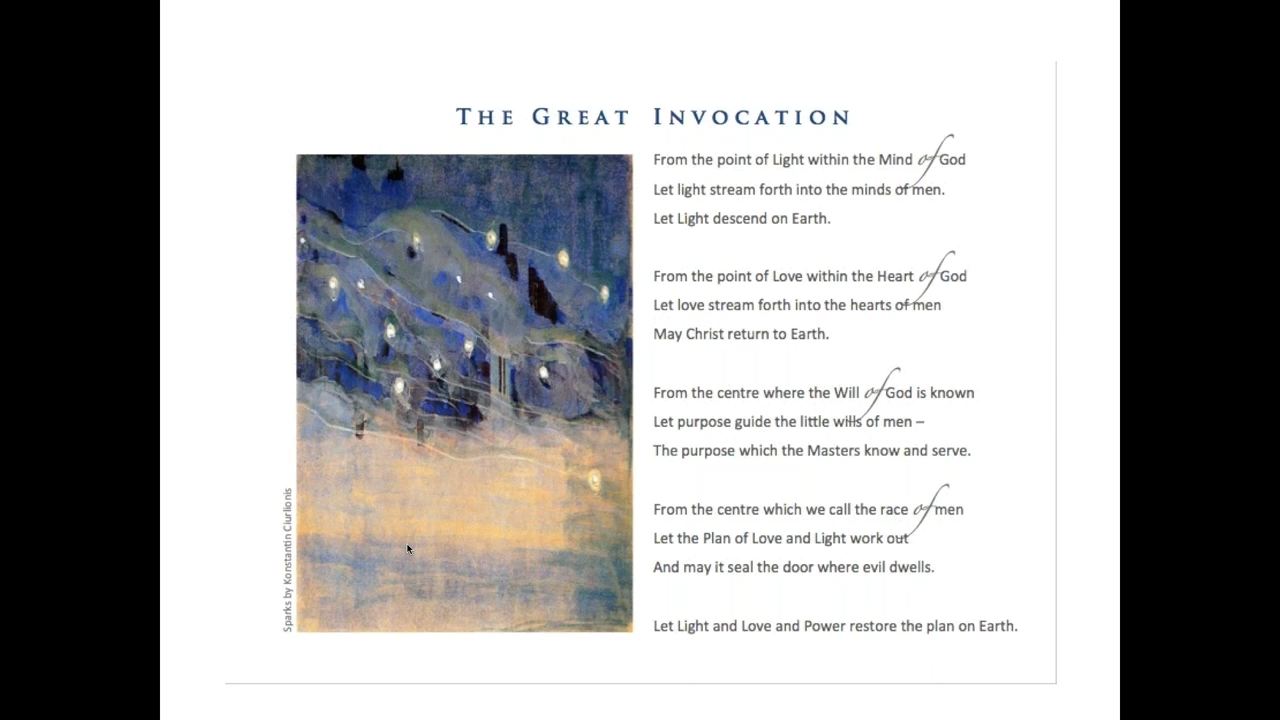 THE GREAT INVOCATION
From the point of Light within the Mind of God
Let light stream forth into the minds of men.
Let Light descend on Earth.
From the point of Love within the Heart of God
Let love stream forth into the hearts of men
May Christ return to Earth.
From the centre where the Will of God is known
Let purpose guide the little wills of men –
The purpose which the Masters know and serve.
From the centre which we call the race of men
Let the Plan of Love and Light work out
And may it seal the door where evil dwells.
Let Light and Love and Power restore the plan on Earth.
Sparks by Konstantin Ciurlionis